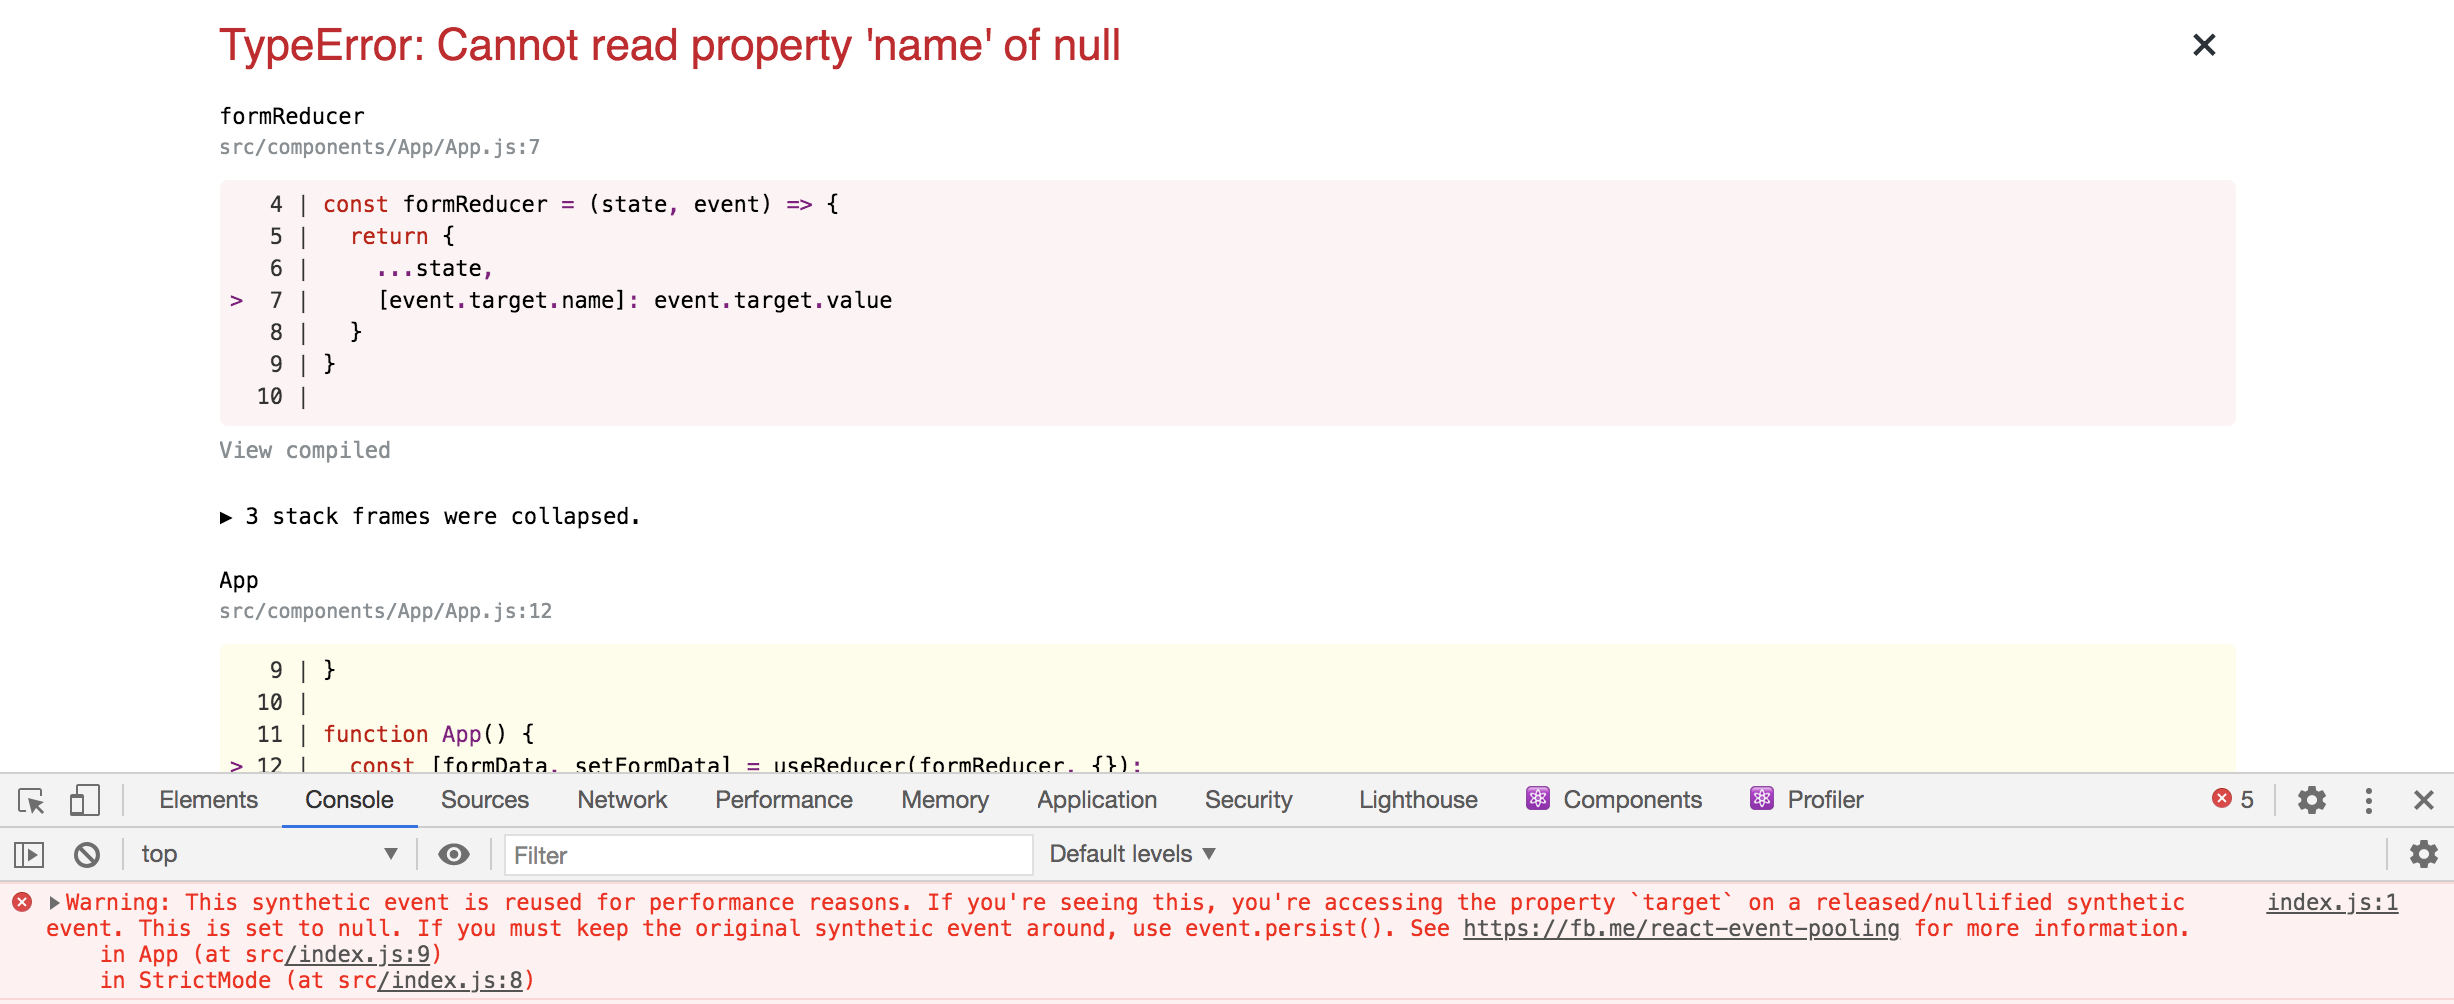 TypeError: Cannot read property 'name' of null
formReducer
src/components/App/App.js:7
4 | const formReducer = (state, event) => {
5 |   return {
6 |     ...state,
> 7 |     [event.target.name]: event.target.value
8 |   }
9 | }
10 |
View compiled
▶ 3 stack frames were collapsed.
App
src/components/App/App.js:12
9 | }
10 |
11 | function App() {
> 12 |   const [formData, setFormData] = useReducer(formReducer, {});
Elements Console Sources Network Performance Memory Application Security Lighthouse Components Profiler 5
top ▼ Filter Default levels ▼
▶Warning: This synthetic event is reused for performance reasons. If you're seeing this, you're accessing the property `target` on a released/nullified synthetic index.js:1
event. This is set to null. If you must keep the original synthetic event around, use event.persist(). See https://fb.me/react-event-pooling for more information.
in App (at src/index.js:9)
in StrictMode (at src/index.js:8)